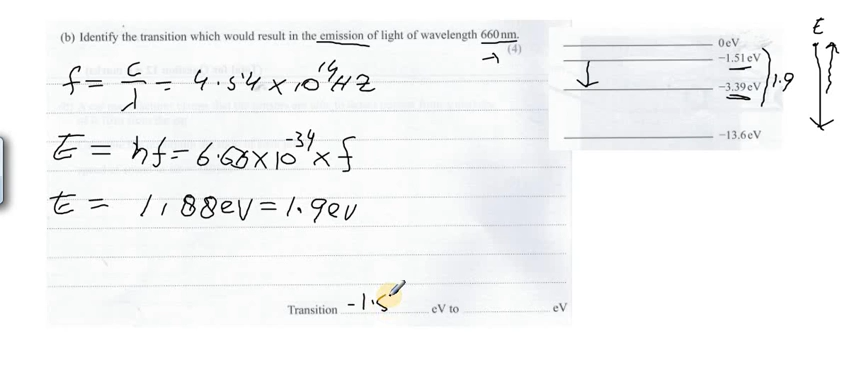 (b) Identify the transition which would result in the emission of light of wavelength 660 nm.
(4)
f = c/λ = 4.54 × 10^14 HZ
E = hf = 6.63 × 10^-34 × f
E = 1.88 eV = 1.9 eV
Transition -1.5 eV to eV
0 eV
-1.51 eV
-3.39 eV
1.9
-13.6 eV
E